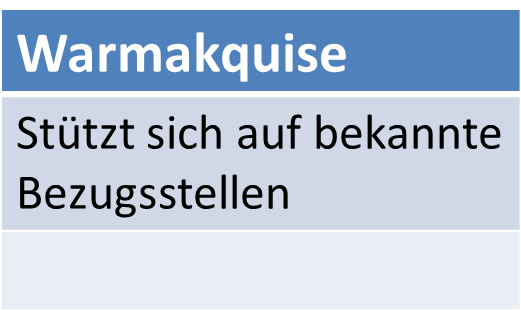 Warmakquise
Stützt sich auf bekannte
Bezugsstellen